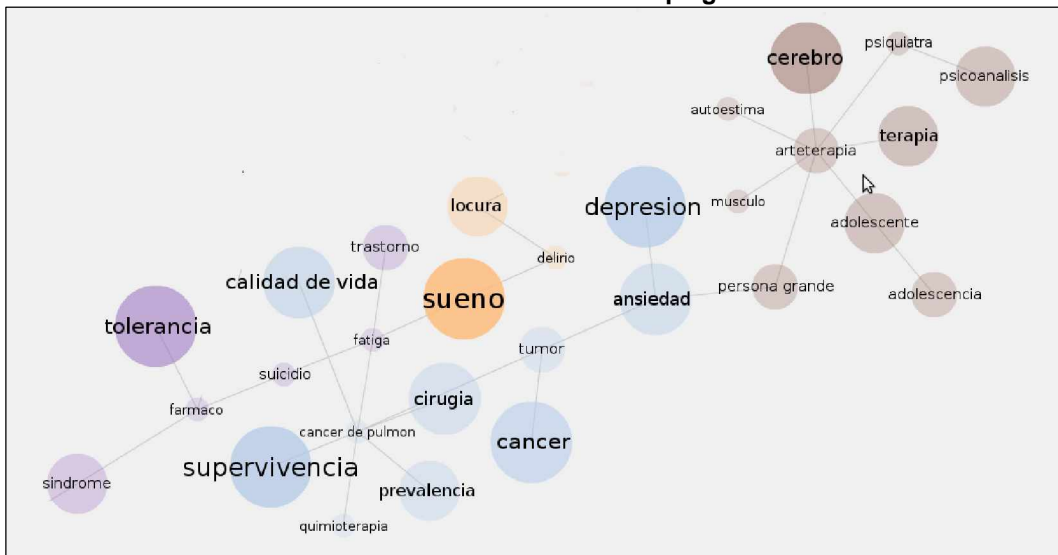 pg
psiquiatra
cerebro
psicoanalisis
autoestima
terapia
arteterapia
locura
depresion
musculo
adolescente
trastorno
delirio
calidad de vida
sueno
ansiedad
persona grande
adolescencia
tolerancia
fatiga
tumor
suicidio
cirugia
farmaco
cancer de pulmon
cancer
supervivencia
sindrome
prevalencia
quimioterapia